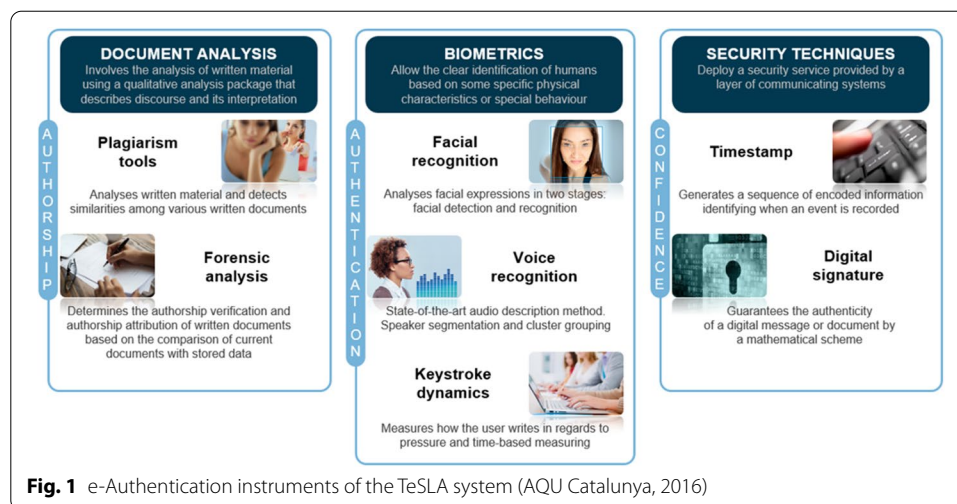 DOCUMENT ANALYSIS
Involves the analysis of written material
using a qualitative analysis package that
describes discourse and its interpretation
AUTHORSHIP
Plagiarism
tools
Analyses written material and detects
similarities among various written documents
Forensic
analysis
Determines the authorship verification and
authorship attribution of written documents
based on the comparison of current
documents with stored data
BIOMETRICS
Allow the clear identification of humans
based on some specific physical
characteristics or special behaviour
AUTHENTICATION
Facial
recognition
Analyses facial expressions in two stages:
facial detection and recognition
Voice
recognition
State-of-the-art audio description method.
Speaker segmentation and cluster grouping
Keystroke
dynamics
Measures how the user writes in regards to
pressure and time-based measuring
SECURITY TECHNIQUES
Deploy a security service provided by a
layer of communicating systems
CONFIDENCE
Timestamp
Generates a sequence of encoded information
identifying when an event is recorded
Digital
signature
Guarantees the authenticity
of a digital message or document by
a mathematical scheme
Fig. 1 e-Authentication instruments of the TeSLA system (AQU Catalunya, 2016)